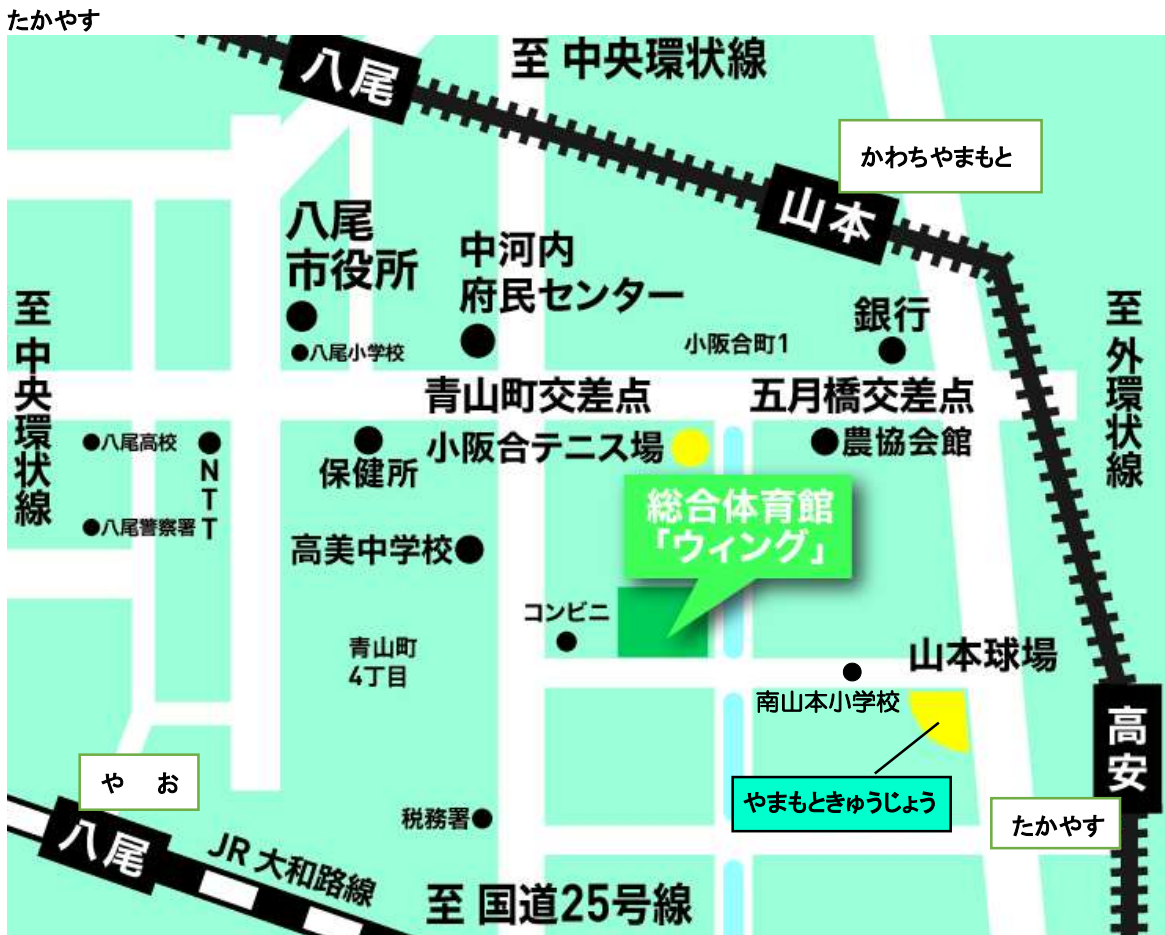 たかやす
八尾
至 中央環状線
かわちやまもと
山本
八尾
市役所
中河内
府民センター
銀行
小阪合町1
●八尾小学校
至 中央環状線
至 外環状線
青山町交差点
五月橋交差点
●八尾高校
NTT
保健所
小阪合テニス場
●農協会館
総合体育館
「ウィング」
●八尾警察署
高美中学校●
コンビニ
青山町
4丁目
山本球場
南山本小学校
高安
や お
やまもときゅうじょう
たかやす
税務署●
八尾
JR 大和路線
至 国道25号線